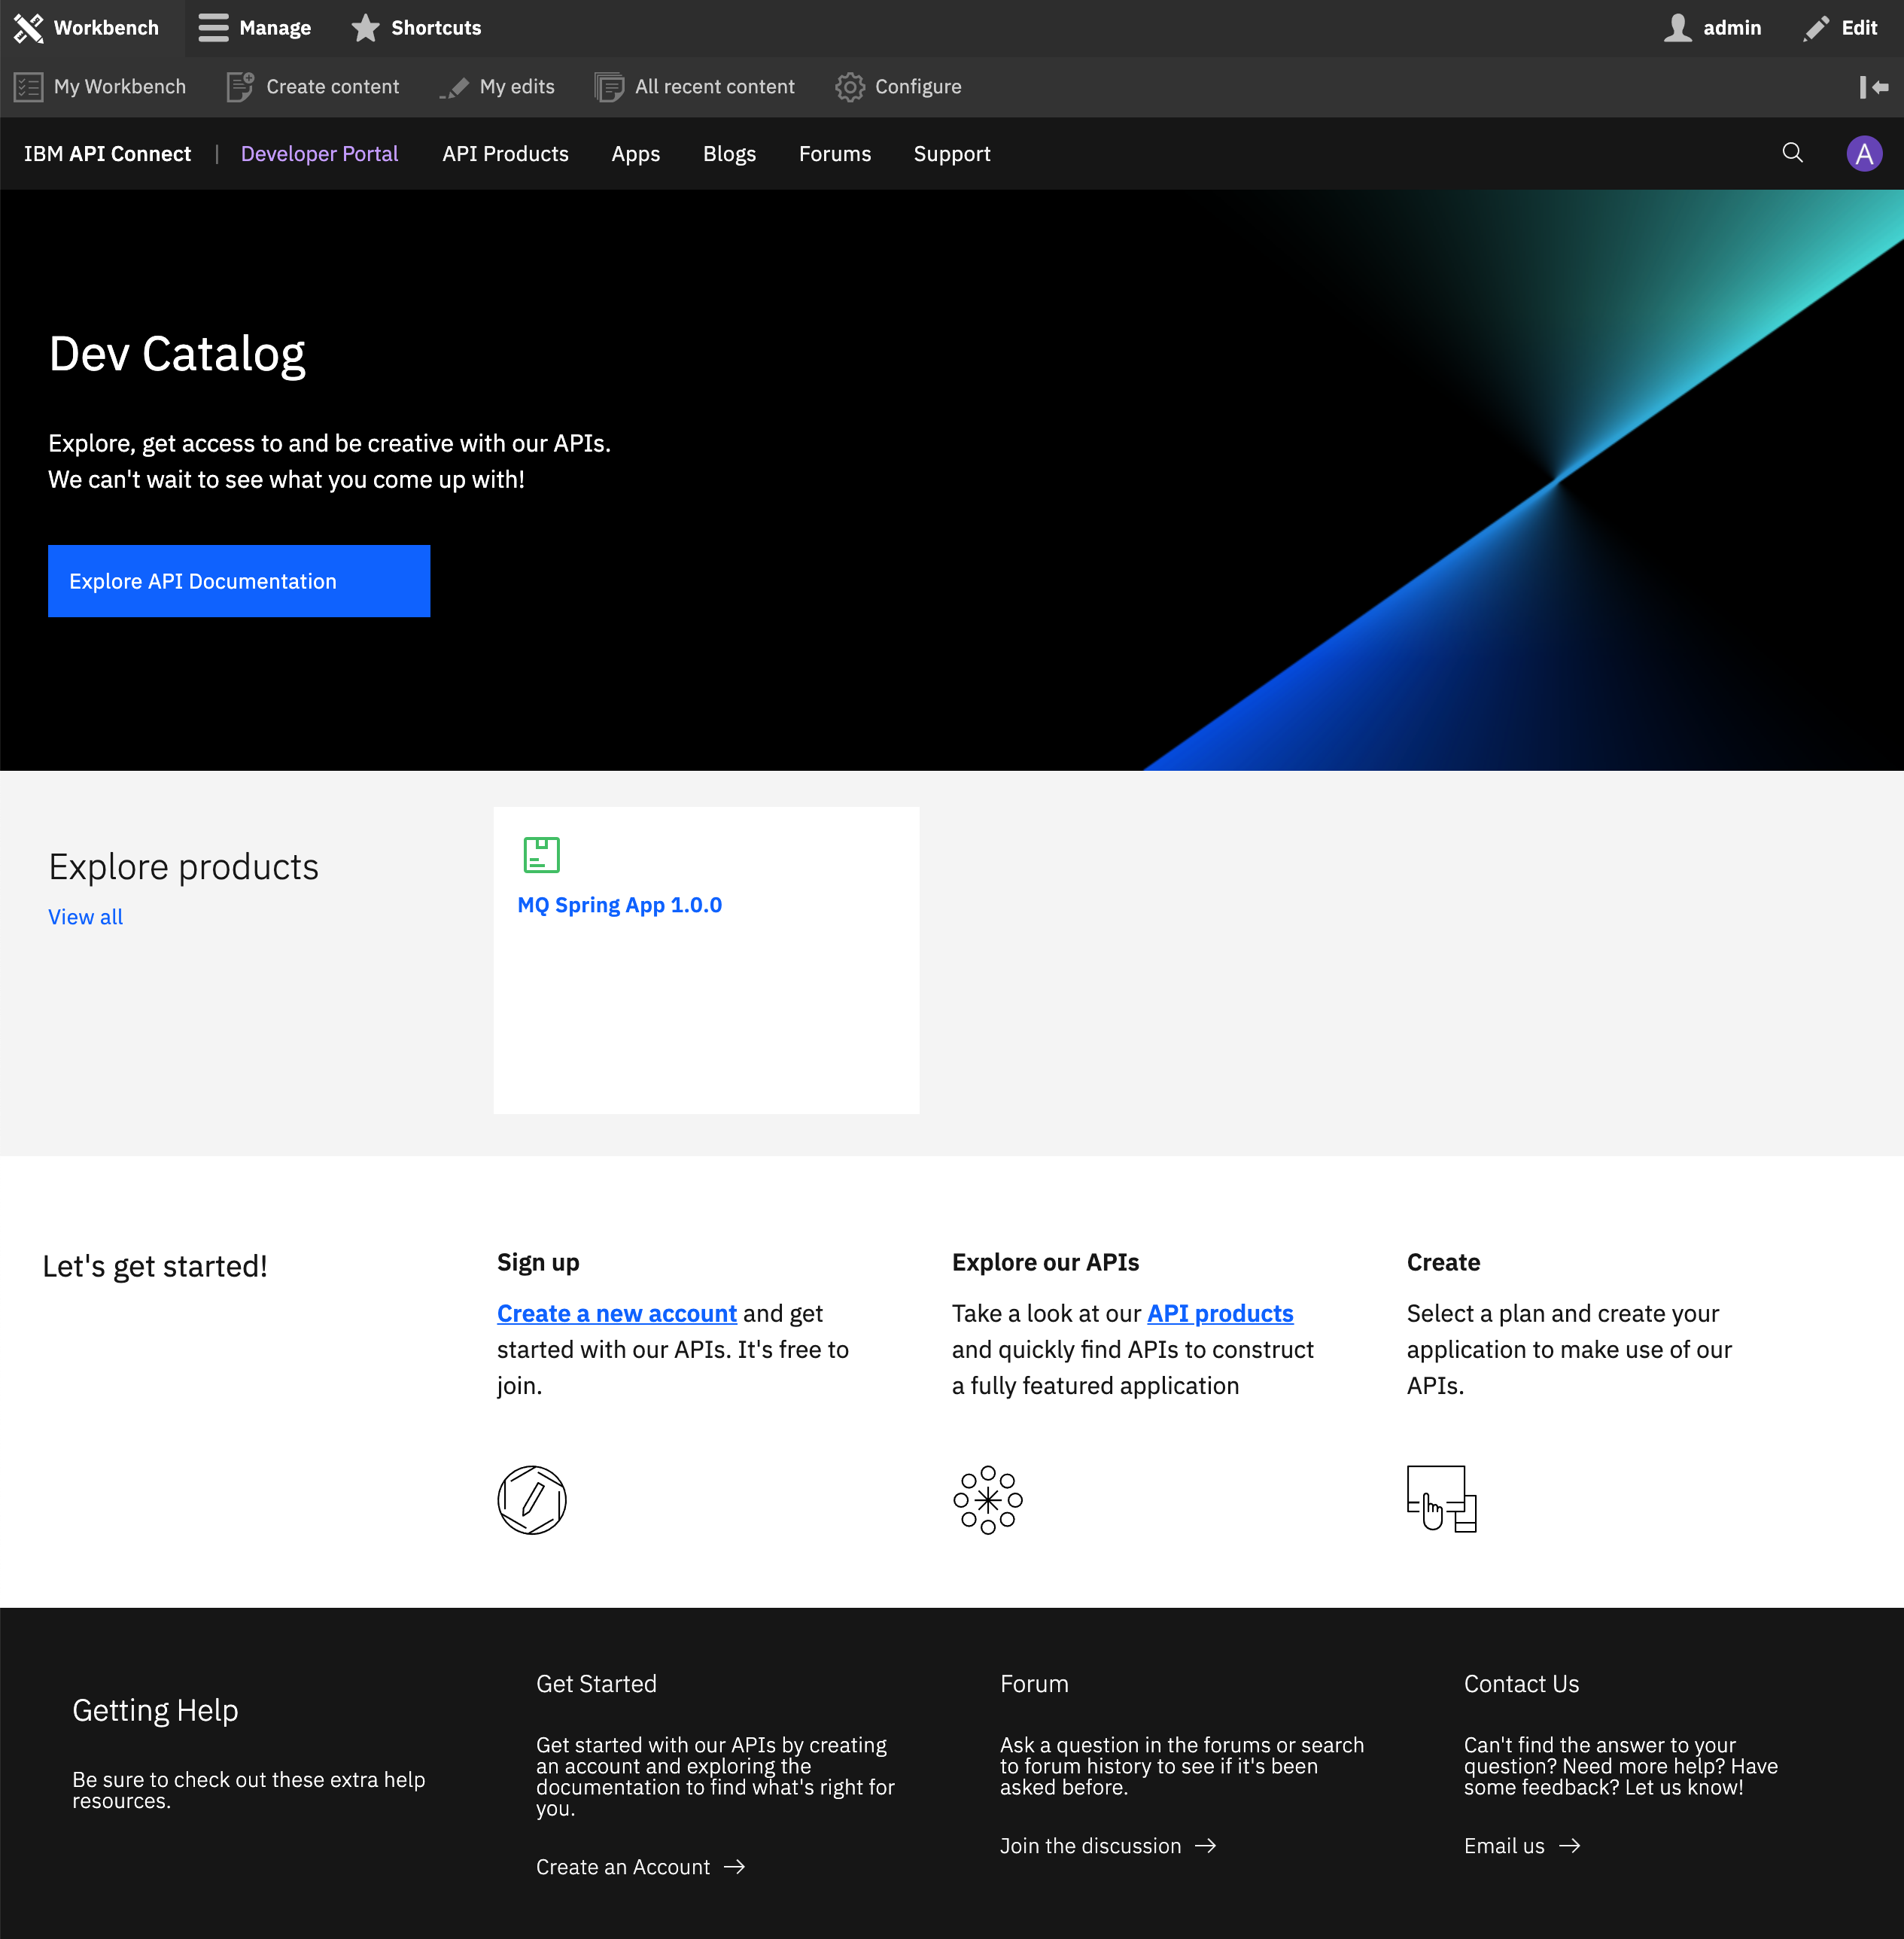 Workbench Manage Shortcuts admin Edit
My Workbench Create content My edits All recent content Configure
IBM API Connect | Developer Portal API Products Apps Blogs Forums Support A
Dev Catalog
Explore, get access to and be creative with our APIs.
We can't wait to see what you come up with!
Explore API Documentation
Explore products
View all
MQ Spring App 1.0.0
Let's get started!
Sign up
Create a new account and get
started with our APIs. It's free to
join.
Explore our APIs
Take a look at our API products
and quickly find APIs to construct
a fully featured application
Create
Select a plan and create your
application to make use of our
APIs.
Getting Help
Be sure to check out these extra help
resources.
Get Started
Get started with our APIs by creating
an account and exploring the
documentation to find what's right for
you.
Create an Account
Forum
Ask a question in the forums or search
to forum history to see if it's been
asked before.
Join the discussion
Contact Us
Can't find the answer to your
question? Need more help? Have
some feedback? Let us know!
Email us